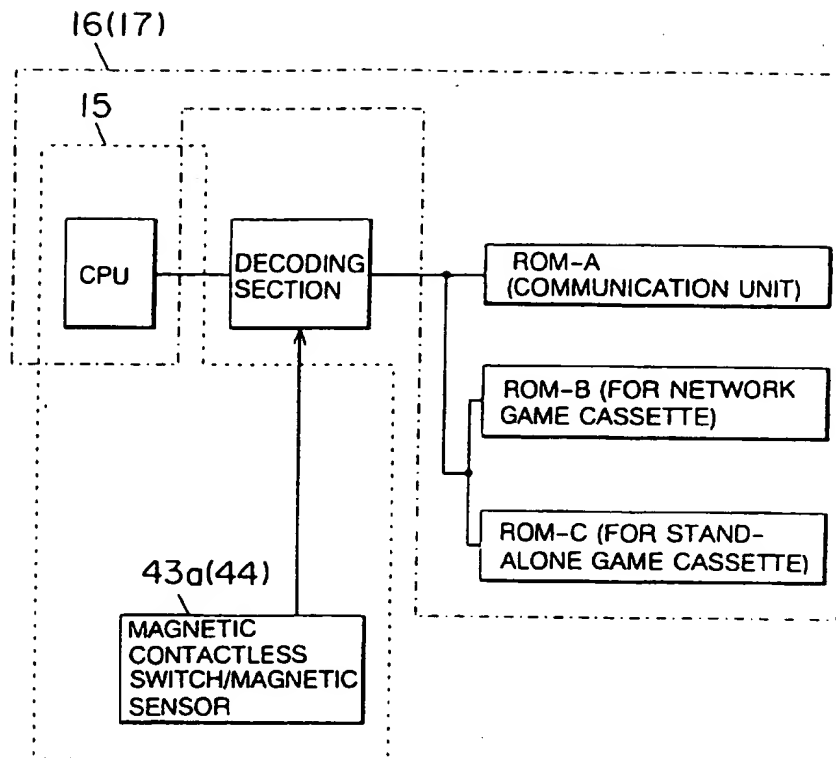 16(17)
15
CPU
DECODING
SECTION
ROM-A
(COMMUNICATION UNIT)
ROM-B (FOR NETWORK
GAME CASSETTE)
ROM-C (FOR STAND-
ALONE GAME CASSETTE)
43a(44)
MAGNETIC
CONTACTLESS
SWITCH/MAGNETIC
SENSOR